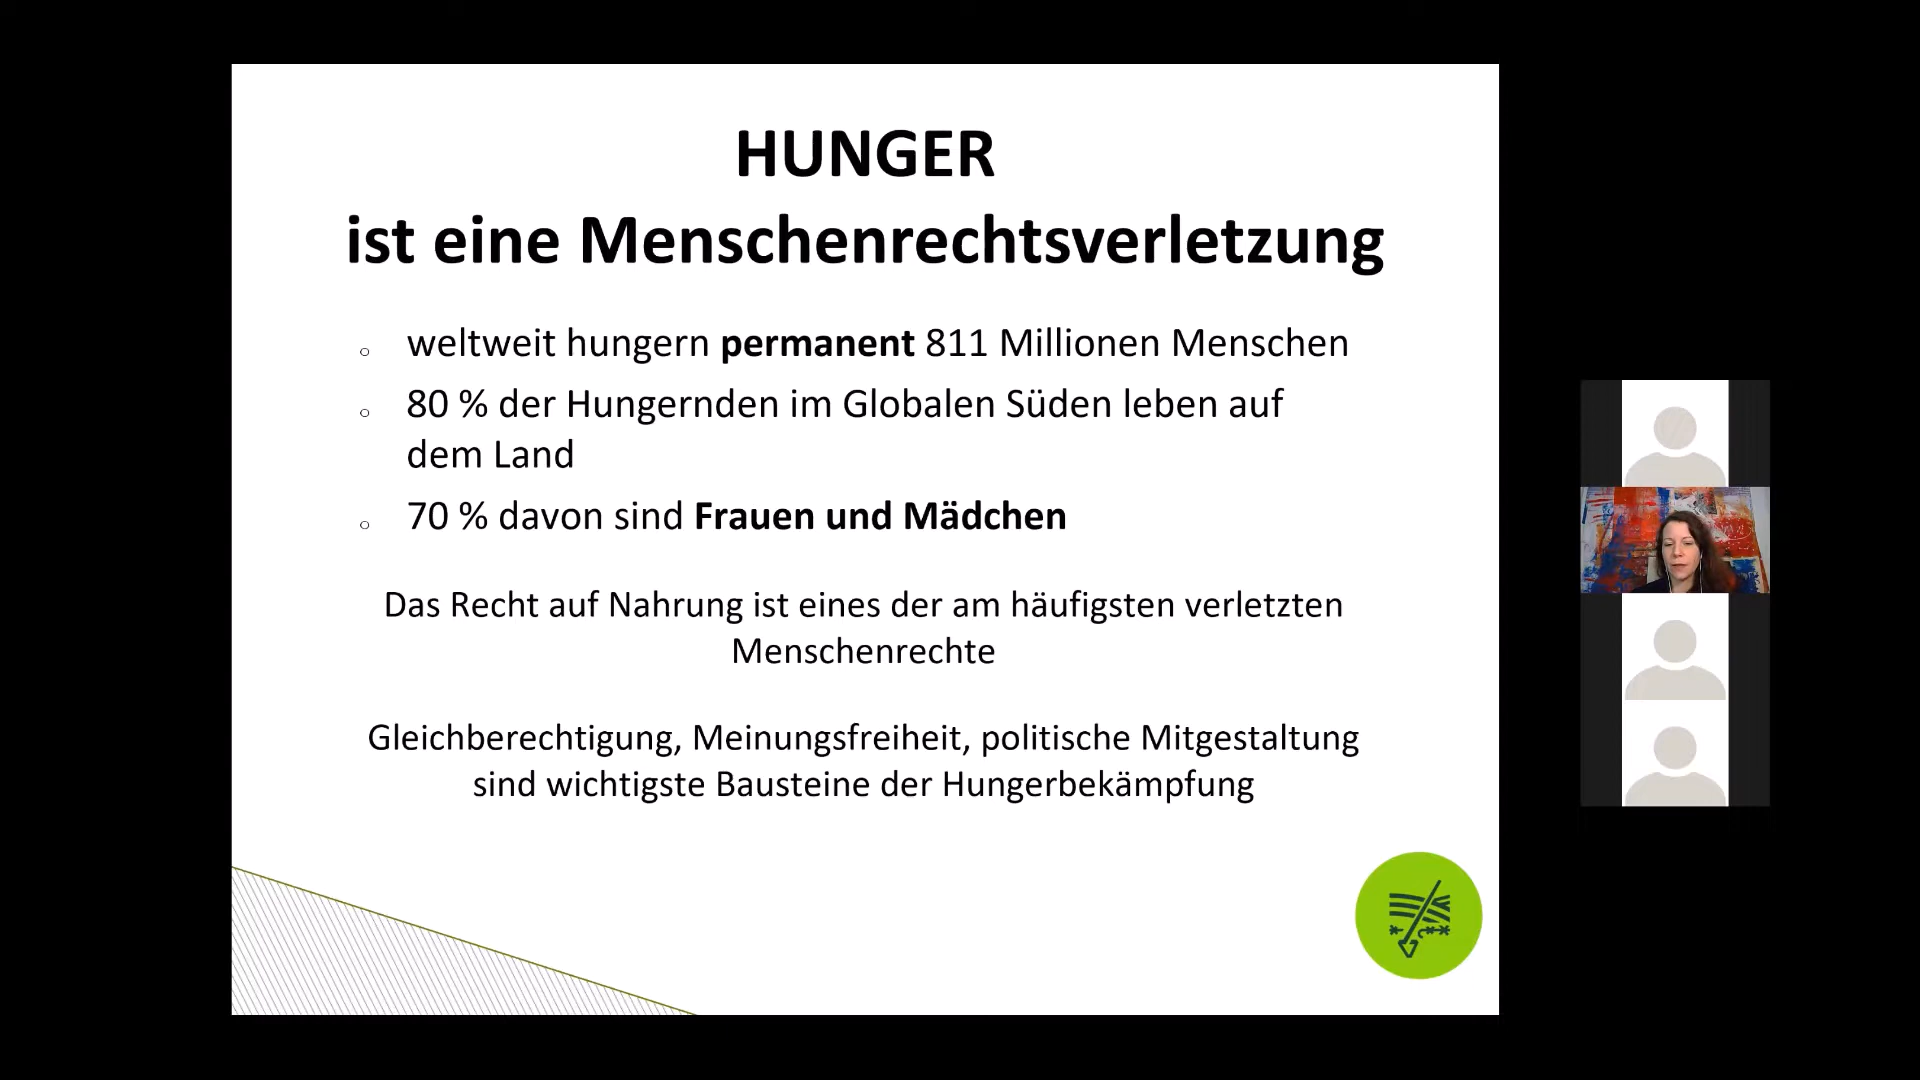 HUNGER
ist eine Menschenrechtsverletzung
weltweit hungern permanent 811 Millionen Menschen
80 % der Hungernden im Globalen Süden leben auf
dem Land
70 % davon sind Frauen und Mädchen
Das Recht auf Nahrung ist eines der am häufigsten verletzten
Menschenrechte
Gleichberechtigung, Meinungsfreiheit, politische Mitgestaltung
sind wichtigste Bausteine der Hungerbekämpfung